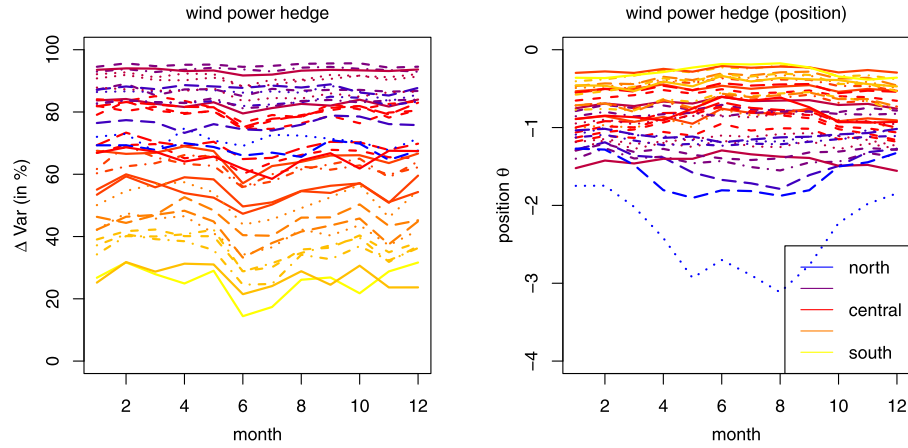 wind power hedge
Δ Var (in %)
0 20 40 60 80 100
2 4 6 8 10 12
month
wind power hedge (position)
position θ
−4 −3 −2 −1 0
2 4 6 8 10 12
month
north
central
south